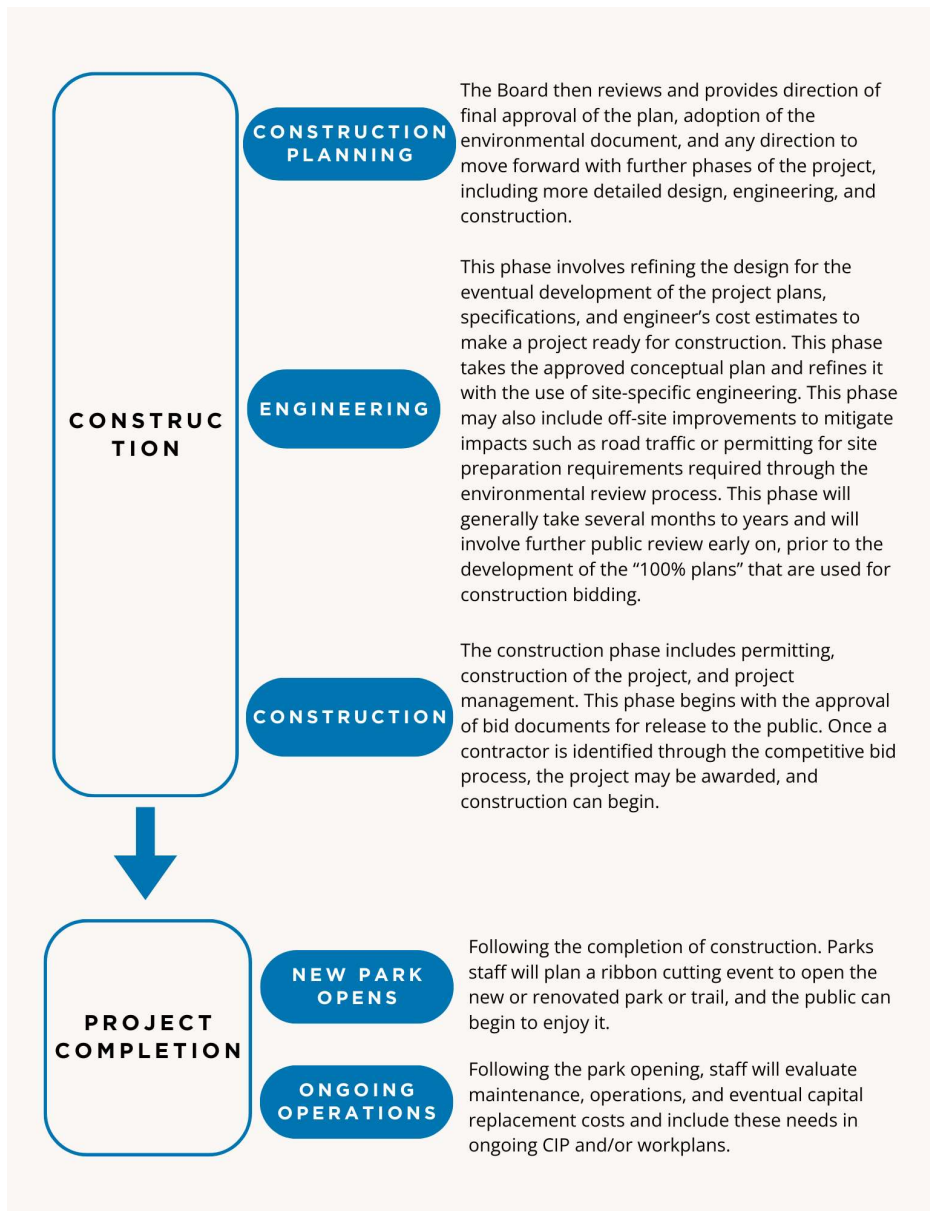 CONSTRUC
TION
CONSTRUCTION
PLANNING
The Board then reviews and provides direction of
final approval of the plan, adoption of the
environmental document, and any direction to
move forward with further phases of the project,
including more detailed design, engineering, and
construction.
ENGINEERING
This phase involves refining the design for the
eventual development of the project plans,
specifications, and engineer’s cost estimates to
make a project ready for construction. This phase
takes the approved conceptual plan and refines it
with the use of site-specific engineering. This phase
may also include off-site improvements to mitigate
impacts such as road traffic or permitting for site
preparation requirements required through the
environmental review process. This phase will
generally take several months to years and will
involve further public review early on, prior to the
development of the “100% plans” that are used for
construction bidding.
CONSTRUCTION
The construction phase includes permitting,
construction of the project, and project
management. This phase begins with the approval
of bid documents for release to the public. Once a
contractor is identified through the competitive bid
process, the project may be awarded, and
construction can begin.
PROJECT
COMPLETION
NEW PARK
OPENS
Following the completion of construction. Parks
staff will plan a ribbon cutting event to open the
new or renovated park or trail, and the public can
begin to enjoy it.
ONGOING
OPERATIONS
Following the park opening, staff will evaluate
maintenance, operations, and eventual capital
replacement costs and include these needs in
ongoing CIP and/or workplans.